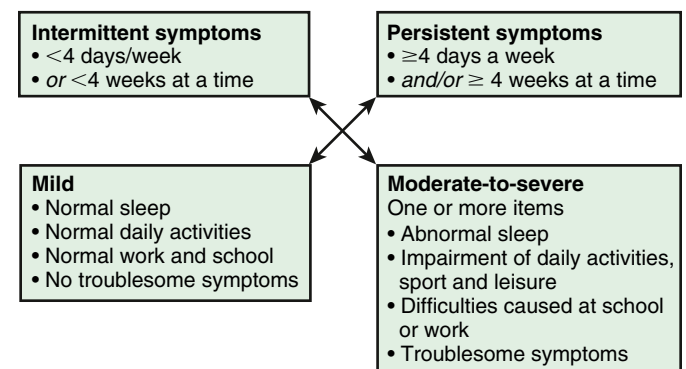 Intermittent symptoms
• <4 days/week
• or <4 weeks at a time
Persistent symptoms
• ≥4 days a week
• and/or ≥ 4 weeks at a time
Mild
• Normal sleep
• Normal daily activities
• Normal work and school
• No troublesome symptoms
Moderate-to-severe
One or more items
• Abnormal sleep
• Impairment of daily activities,
sport and leisure
• Difficulties caused at school
or work
• Troublesome symptoms